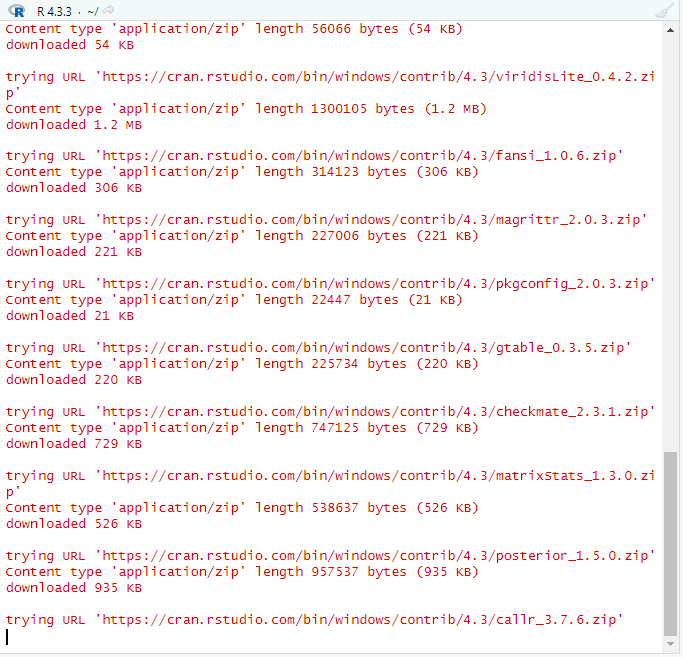 R 4.3.3 · ~/
Content type 'application/zip' length 56066 bytes (54 KB)
downloaded 54 KB
trying URL 'https://cran.rstudio.com/bin/windows/contrib/4.3/viridisLite_0.4.2.zi
p'
Content type 'application/zip' length 1300105 bytes (1.2 MB)
downloaded 1.2 MB
trying URL 'https://cran.rstudio.com/bin/windows/contrib/4.3/fansi_1.0.6.zip'
Content type 'application/zip' length 314123 bytes (306 KB)
downloaded 306 KB
trying URL 'https://cran.rstudio.com/bin/windows/contrib/4.3/magrittr_2.0.3.zip'
Content type 'application/zip' length 227006 bytes (221 KB)
downloaded 221 KB
trying URL 'https://cran.rstudio.com/bin/windows/contrib/4.3/pkgconfig_2.0.3.zip'
Content type 'application/zip' length 22447 bytes (21 KB)
downloaded 21 KB
trying URL 'https://cran.rstudio.com/bin/windows/contrib/4.3/gtable_0.3.5.zip'
Content type 'application/zip' length 225734 bytes (220 KB)
downloaded 220 KB
trying URL 'https://cran.rstudio.com/bin/windows/contrib/4.3/checkmate_2.3.1.zip'
Content type 'application/zip' length 747125 bytes (729 KB)
downloaded 729 KB
trying URL 'https://cran.rstudio.com/bin/windows/contrib/4.3/matrixStats_1.3.0.zi
p'
Content type 'application/zip' length 538637 bytes (526 KB)
downloaded 526 KB
trying URL 'https://cran.rstudio.com/bin/windows/contrib/4.3/posterior_1.5.0.zip'
Content type 'application/zip' length 957537 bytes (935 KB)
downloaded 935 KB
trying URL 'https://cran.rstudio.com/bin/windows/contrib/4.3/callr_3.7.6.zip'